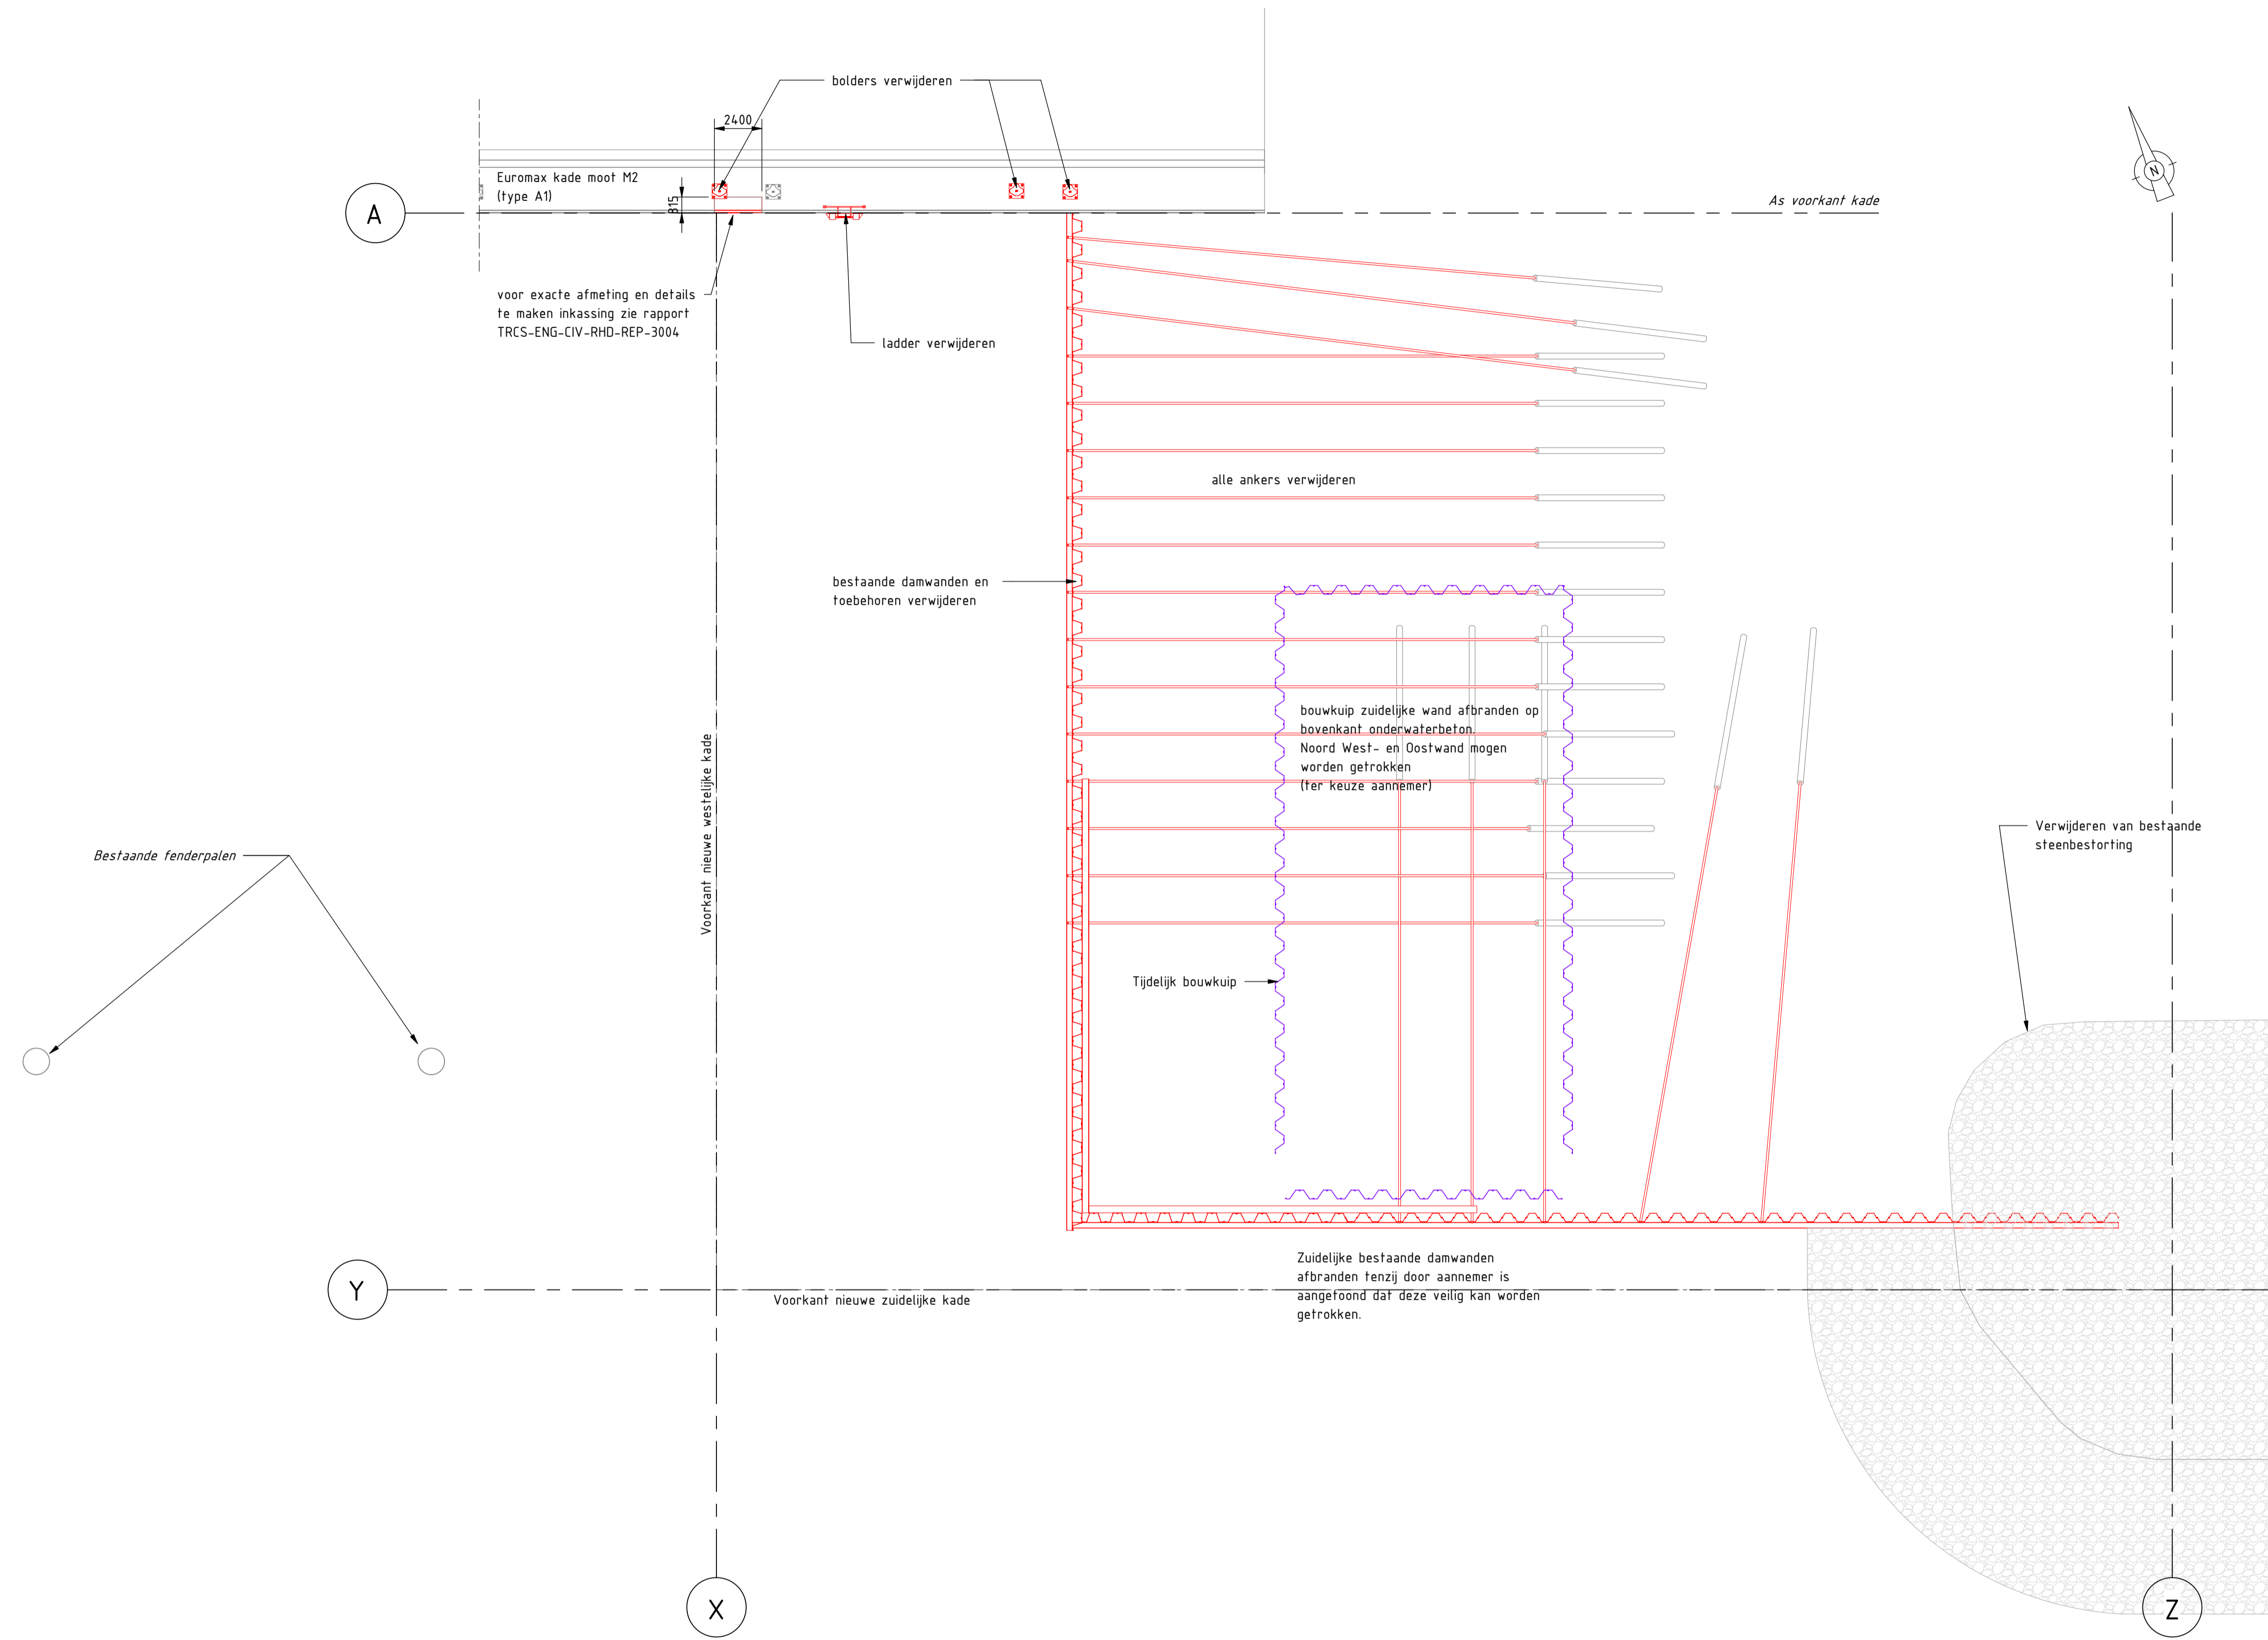 bolders verwijderen
2400
Euromax kade moot M2
(type A1)
815
A
As voorkant kade
N
voor exacte afmeting en details
te maken inkassing zie rapport
TRCS-ENG-CIV-RHD-REP-3004
ladder verwijderen
alle ankers verwijderen
bestaande damwanden en
toebehoren verwijderen
bouwkuip zuidelijke wand afbranden op
bovenkant onderwaterbeton.
Noord West- en Oostwand mogen
worden getrokken
(ter keuze aannemer)
Voorkant nieuwe westelijke kade
Bestaande fenderpalen
Verwijderen van bestaande
steenbestorting
Tijdelijk bouwkuip
Zuidelijke bestaande damwanden
afbranden tenzij door aannemer is
aangetoond dat deze veilig kan worden
getrokken.
Y
Voorkant nieuwe zuidelijke kade
X
Z